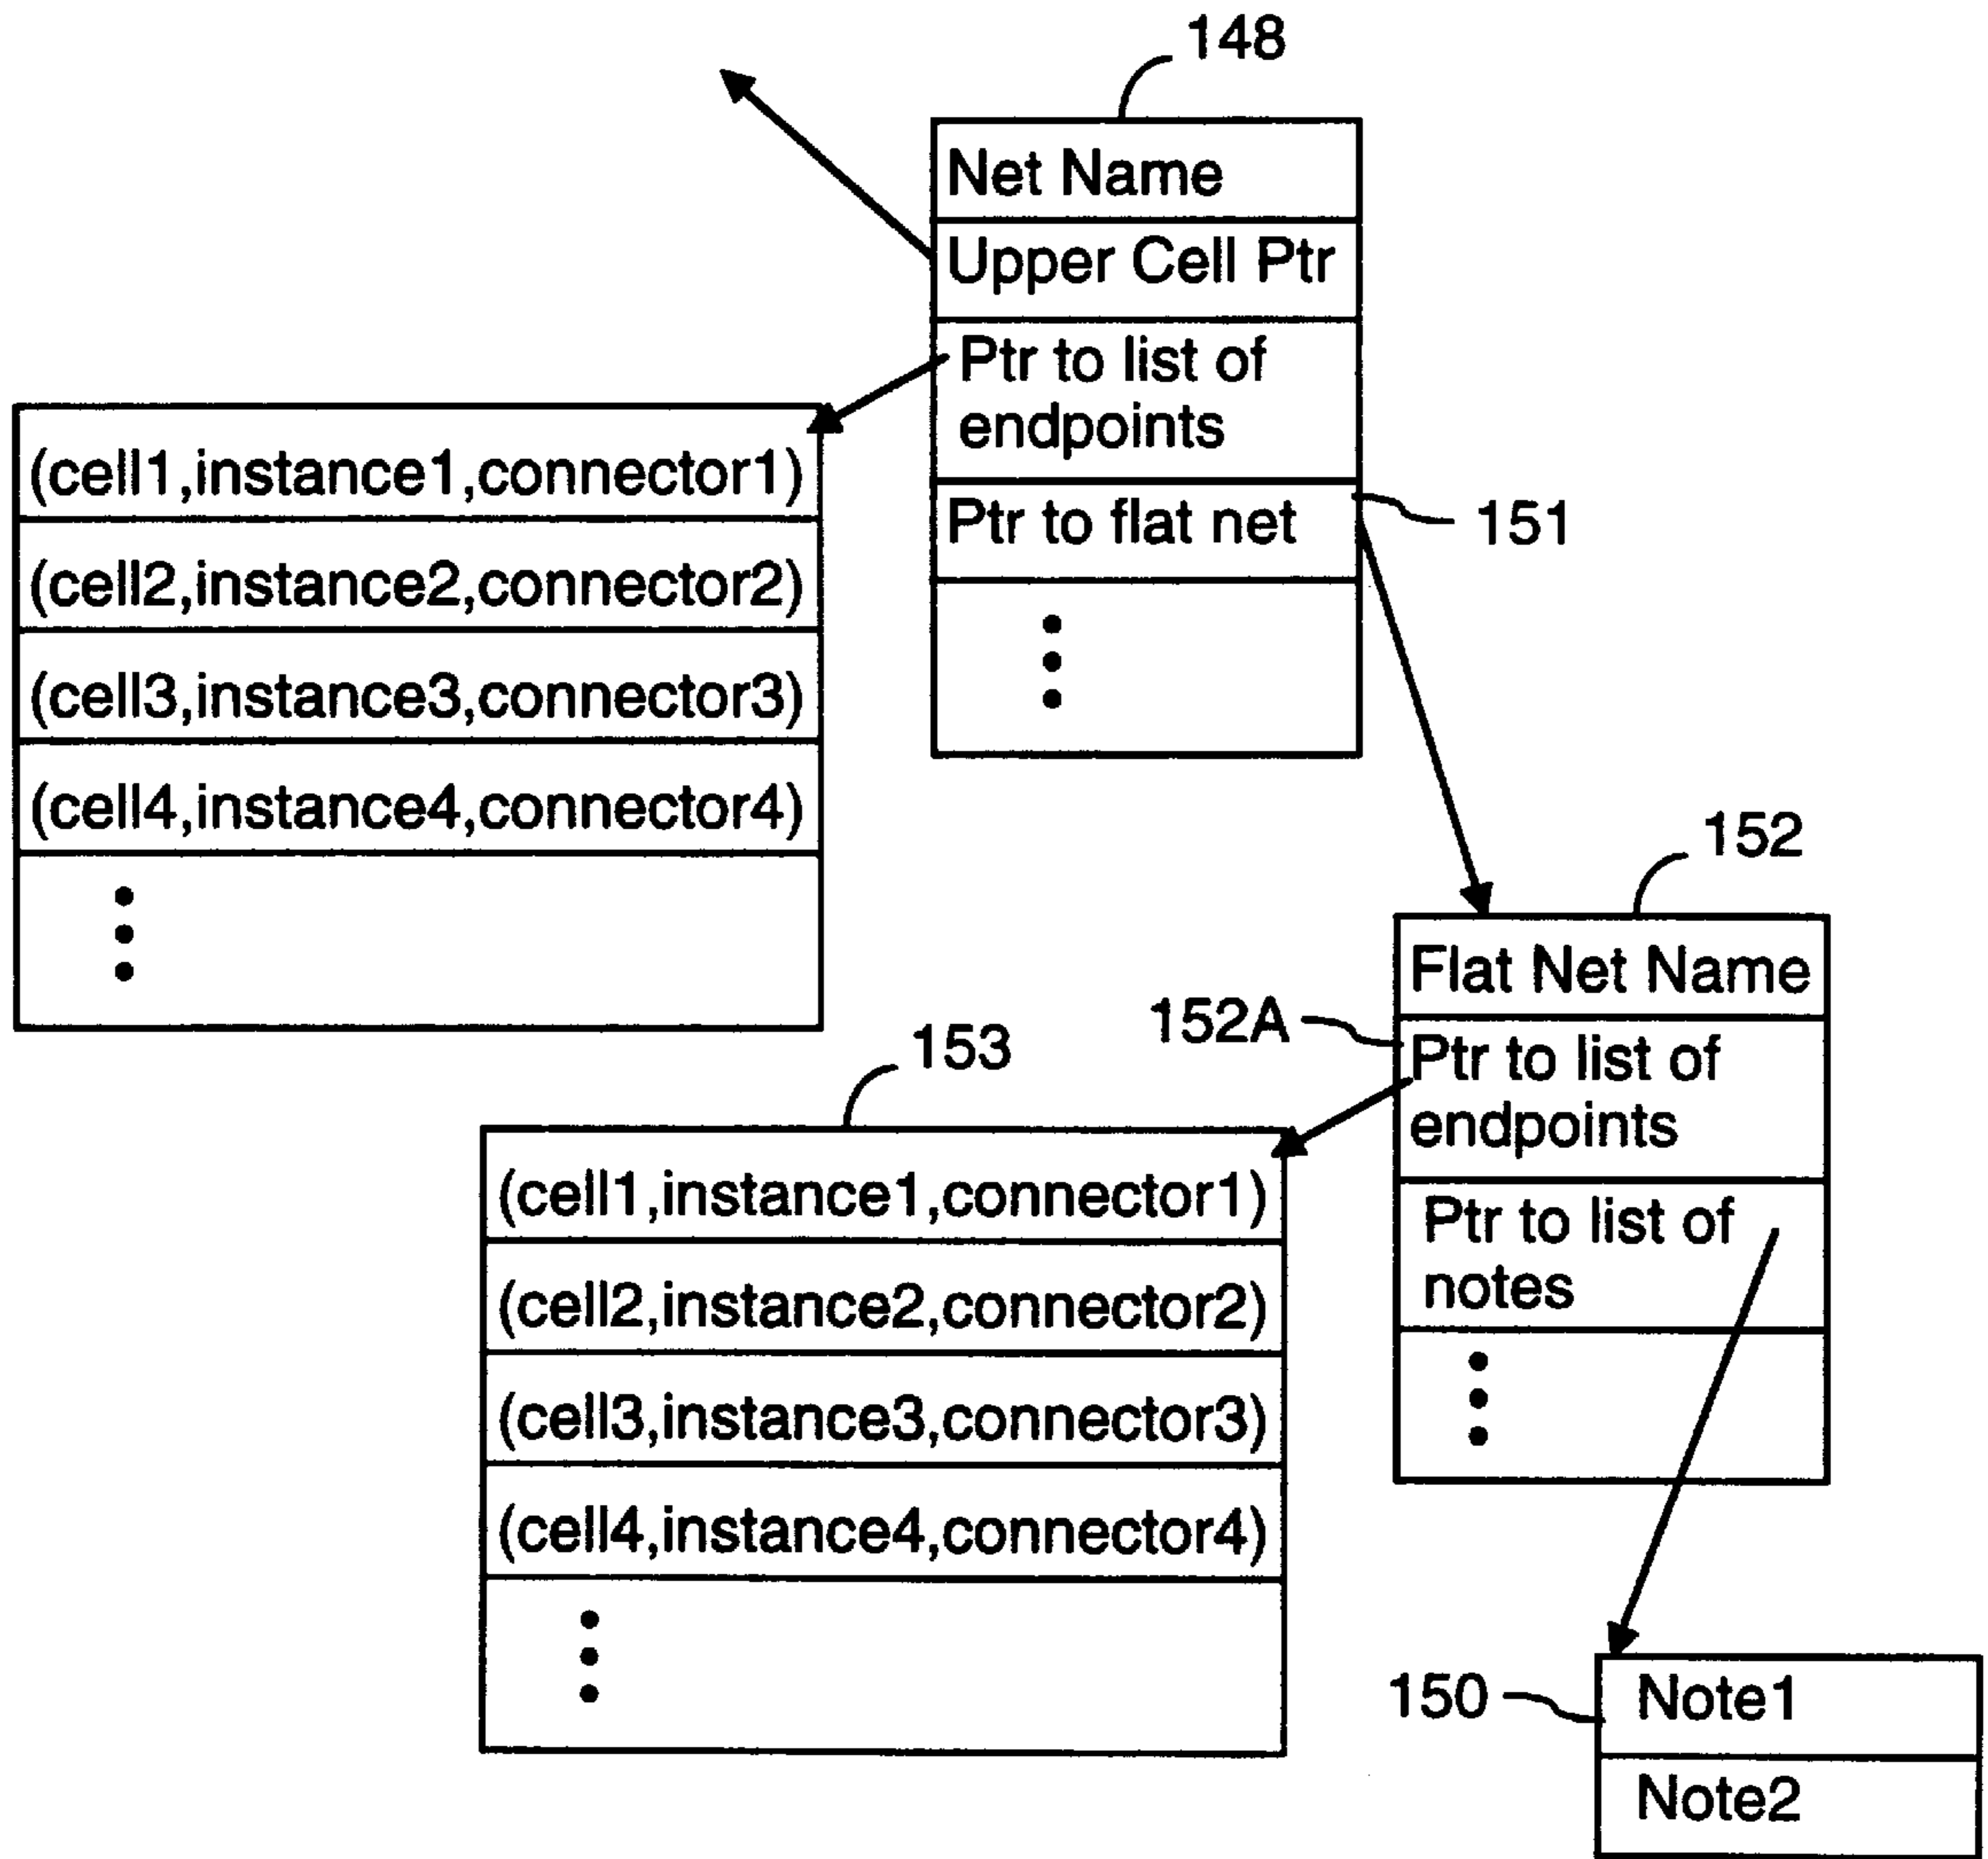 148
Net Name
Upper Cell Ptr
Ptr to list of
endpoints
Ptr to flat net
151
(cell1,instance1,connector1)
(cell2,instance2,connector2)
(cell3,instance3,connector3)
(cell4,instance4,connector4)
152
Flat Net Name
152A
Ptr to list of
endpoints
Ptr to list of
notes
153
(cell1,instance1,connector1)
(cell2,instance2,connector2)
(cell3,instance3,connector3)
(cell4,instance4,connector4)
150
Note1
Note2